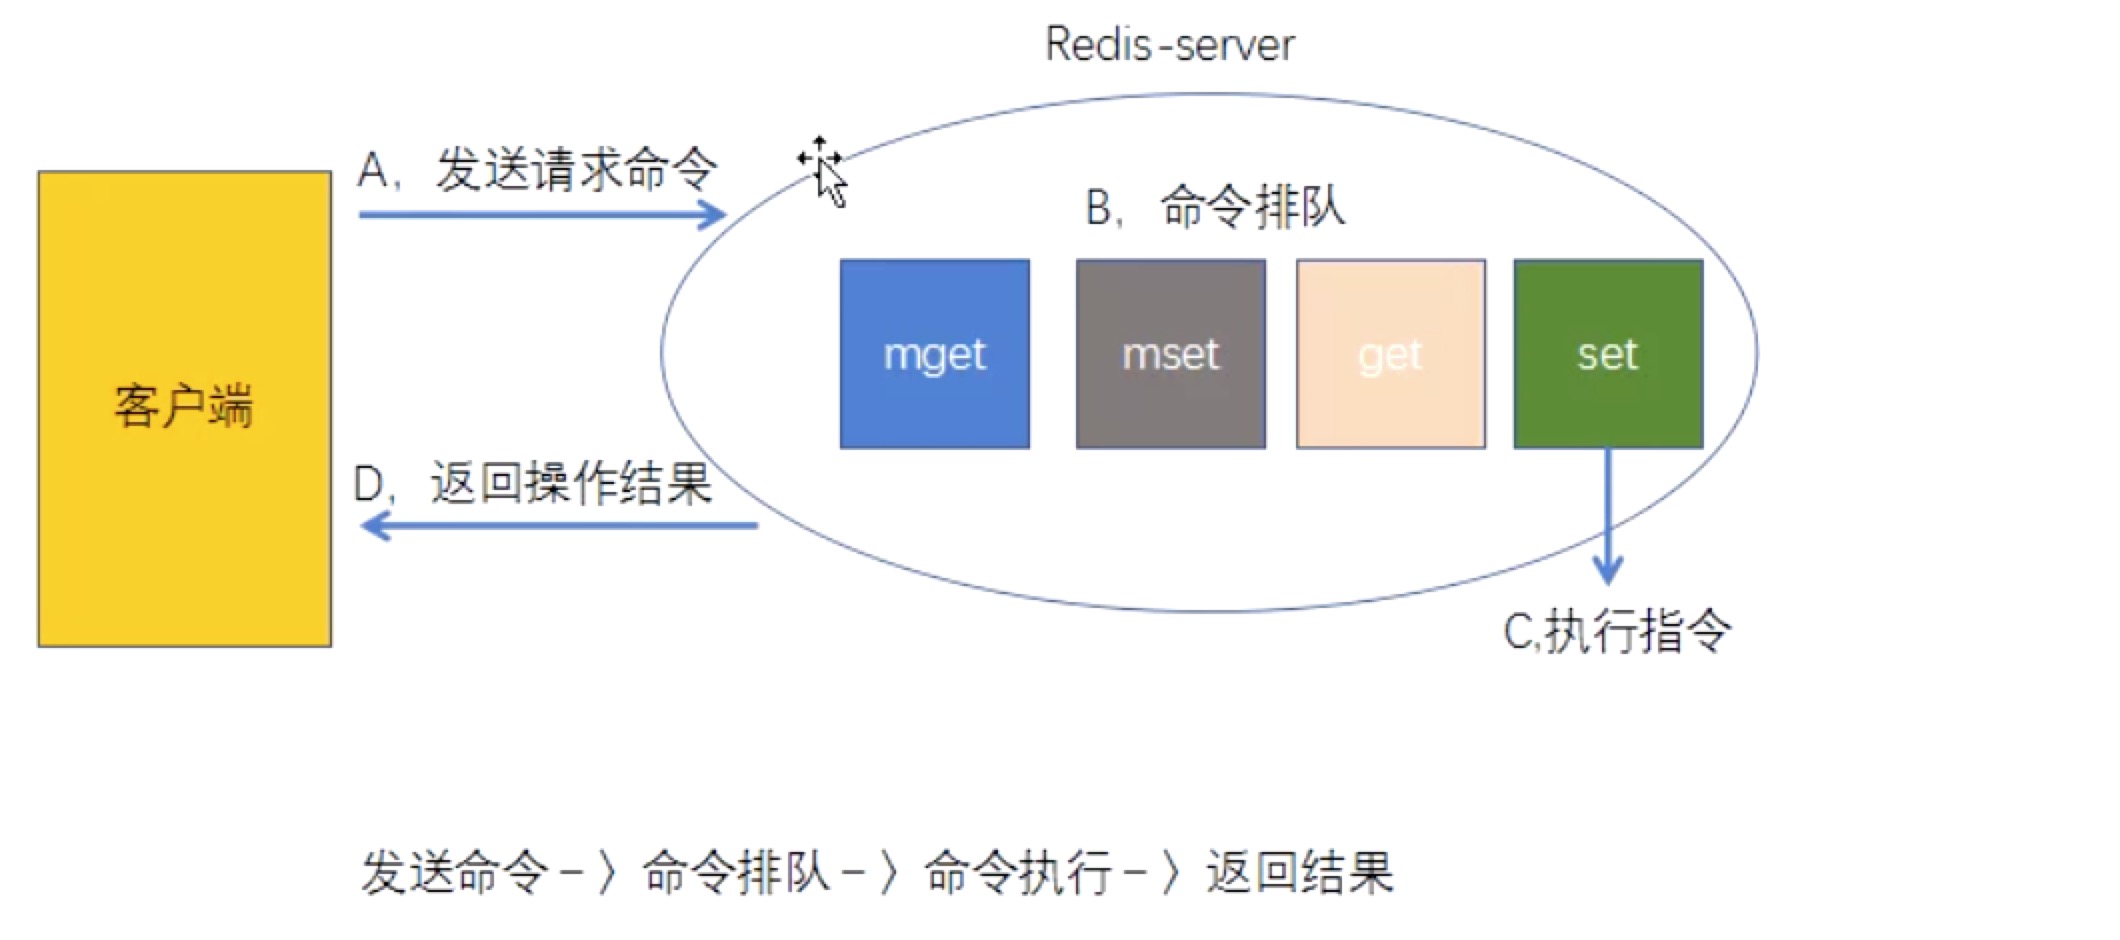 Redis-server
A，发送请求命令
B，命令排队
mget
mset
get
set
客户端
D，返回操作结果
C,执行指令
发送命令-〉命令排队-〉命令执行-〉返回结果